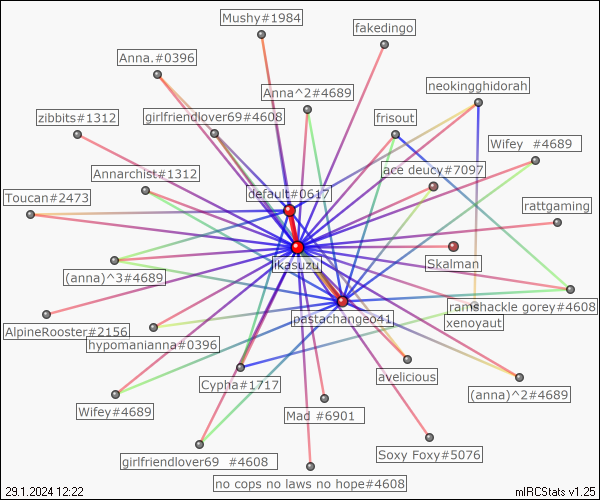 Mushy#1984
fakedingo
Anna.#0396
neokingghidorah
Anna^2#4689
zibbits#1312
girlfriendlover69#4608
frisout
Wifey  #4689
ace deucy#7097
Annarchist#1312
default#0617
Toucan#2473
rattgaming
ikasuzu
Skalman
(anna)^3#4689
ramshackle gorey#4608
pastachangeo41
xenoyaut
AlpineRooster#2156
hypomanianna#0396
avelicious
Cypha#1717
(anna)^2#4689
Wifey#4689
Mad #6901
Soxy Foxy#5076
girlfriendlover69  #4608
no cops no laws no hope#4608
29.1.2024 12:22
mIRCStats v1.25